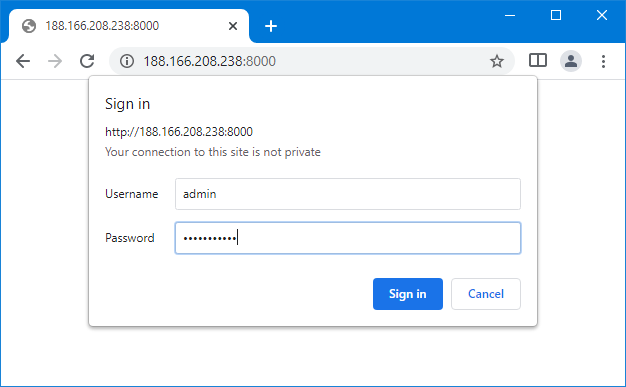 188.166.208.238:8000
188.166.208.238:8000
Sign in
http://188.166.208.238:8000
Your connection to this site is not private
Username admin
Password •••••••••••
Sign in Cancel